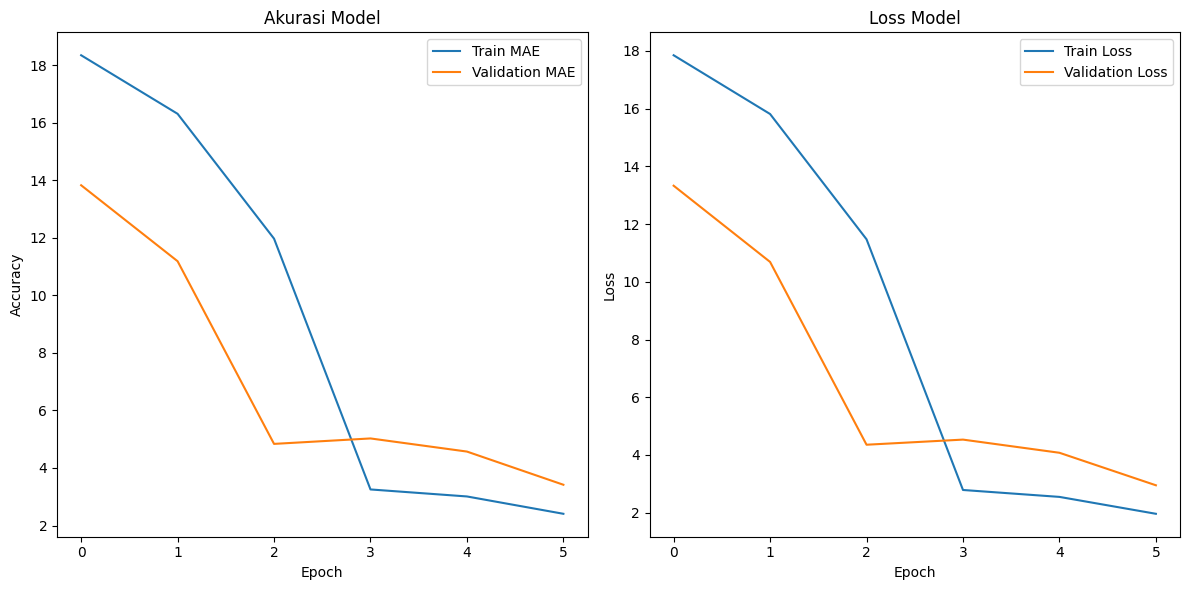 Akurasi Model
Train MAE
Validation MAE
Accuracy
18
16
14
12
10
8
6
4
2
0 1 2 3 4 5
Epoch
Loss Model
Train Loss
Validation Loss
Loss
18
16
14
12
10
8
6
4
2
0 1 2 3 4 5
Epoch